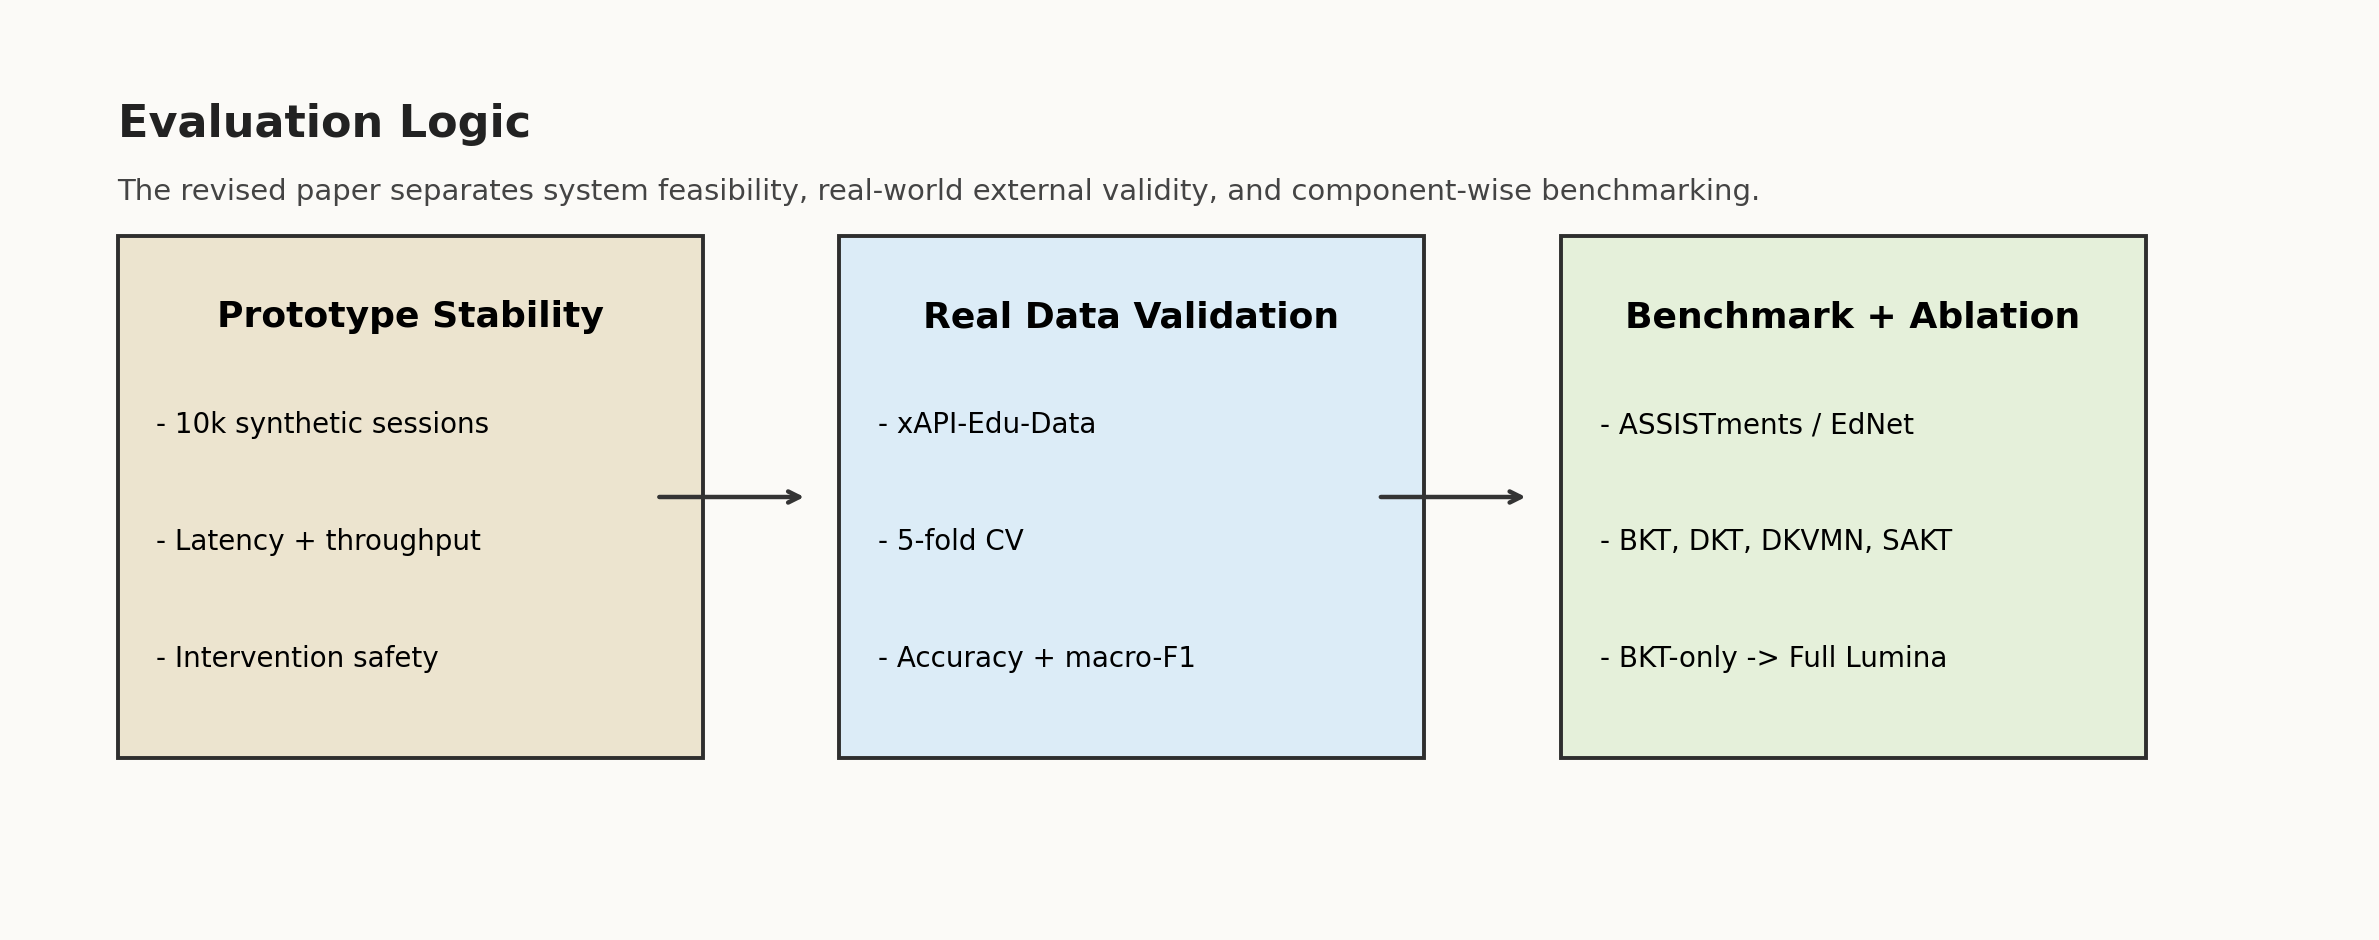 Evaluation Logic
The revised paper separates system feasibility, real-world external validity, and component-wise benchmarking.
Prototype Stability
- 10k synthetic sessions
- Latency + throughput
- Intervention safety
Real Data Validation
- xAPI-Edu-Data
- 5-fold CV
- Accuracy + macro-F1
Benchmark + Ablation
- ASSISTments / EdNet
- BKT, DKT, DKVMN, SAKT
- BKT-only -> Full Lumina